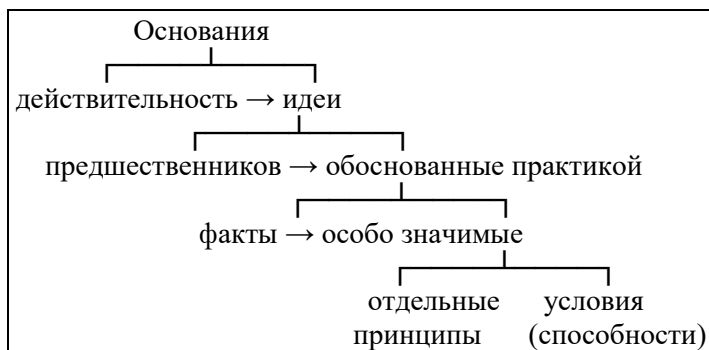 Основания
действительность → идеи
предшественников → обоснованные практикой
факты → особо значимые
отдельные условия
принципы (способности)